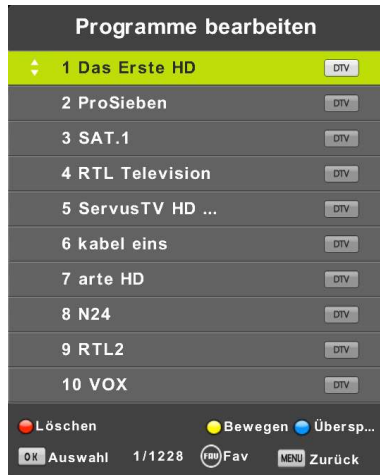 Programme bearbeiten
1 Das Erste HD DTV
2 ProSieben DTV
3 SAT.1 DTV
4 RTL Television DTV
5 ServusTV HD ... DTV
6 kabel eins DTV
7 arte HD DTV
8 N24 DTV
9 RTL2 DTV
10 VOX DTV
Löschen Bewegen Übersp...
OK Auswahl 1/1228 FAV Fav MENU Zurück